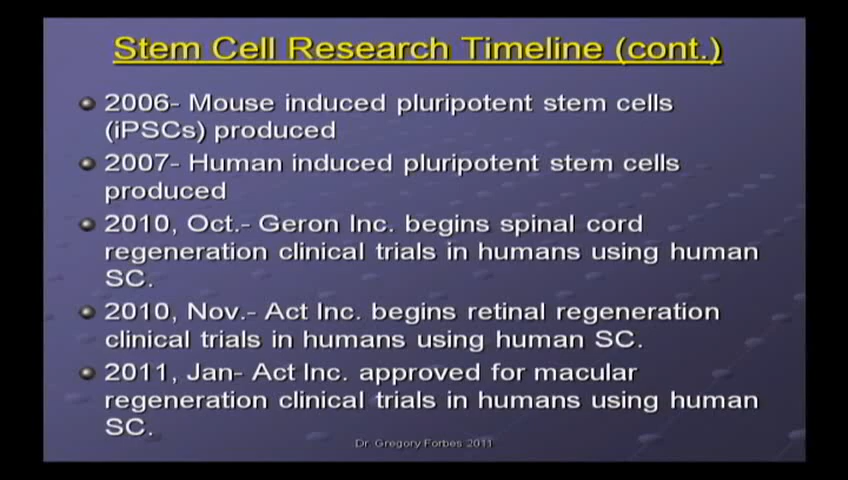 Stem Cell Research Timeline (cont.)
2006- Mouse induced pluripotent stem cells
(iPSCs) produced
2007- Human induced pluripotent stem cells
produced
2010, Oct.- Geron Inc. begins spinal cord
regeneration clinical trials in humans using human
SC.
2010, Nov.- Act Inc. begins retinal regeneration
clinical trials in humans using human SC.
2011, Jan- Act Inc. approved for macular
regeneration clinical trials in humans using human
SC.
Dr. Gregory Forbes 2011